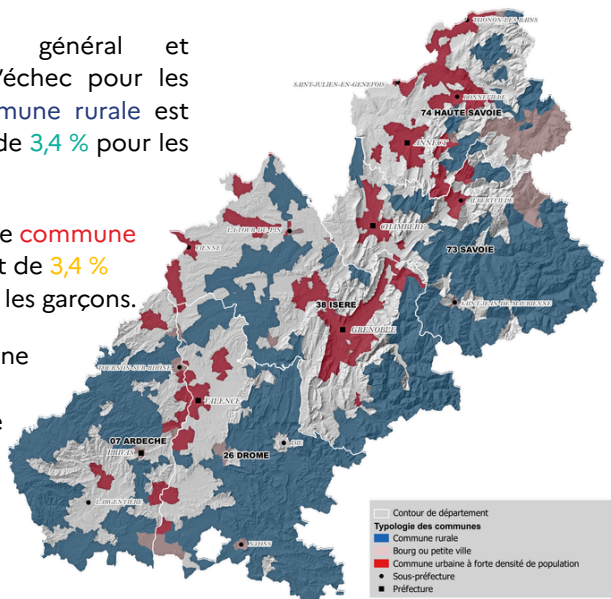 général et
'échec pour les
mmune rurale est
de 3,4 % pour les
e commune
t de 3,4 %
les garçons.
ne
e
THONON-LES-BAINS
SAINT-JULIEN-EN-GENEVOIS
BONNEVILLE
74 HAUTE SAVOIE
ANNECY
ALBERTVILLE
LA-TOUR-DU-PIN
CHAMBÉRY
VIENNE
73 SAVOIE
38 ISERE
SAINT-JEAN-DE-MAURIENNE
GRENOBLE
TOURNON-SUR-RHÔNE
VALENCE
07 ARDECHE
PRIVAS
26 DROME
DIE
LARGENTIÈRE
NYONS
Contour de département
Typologie des communes
Commune rurale
Bourg ou petite ville
Commune urbaine à forte densité de population
Sous-préfecture
Préfecture